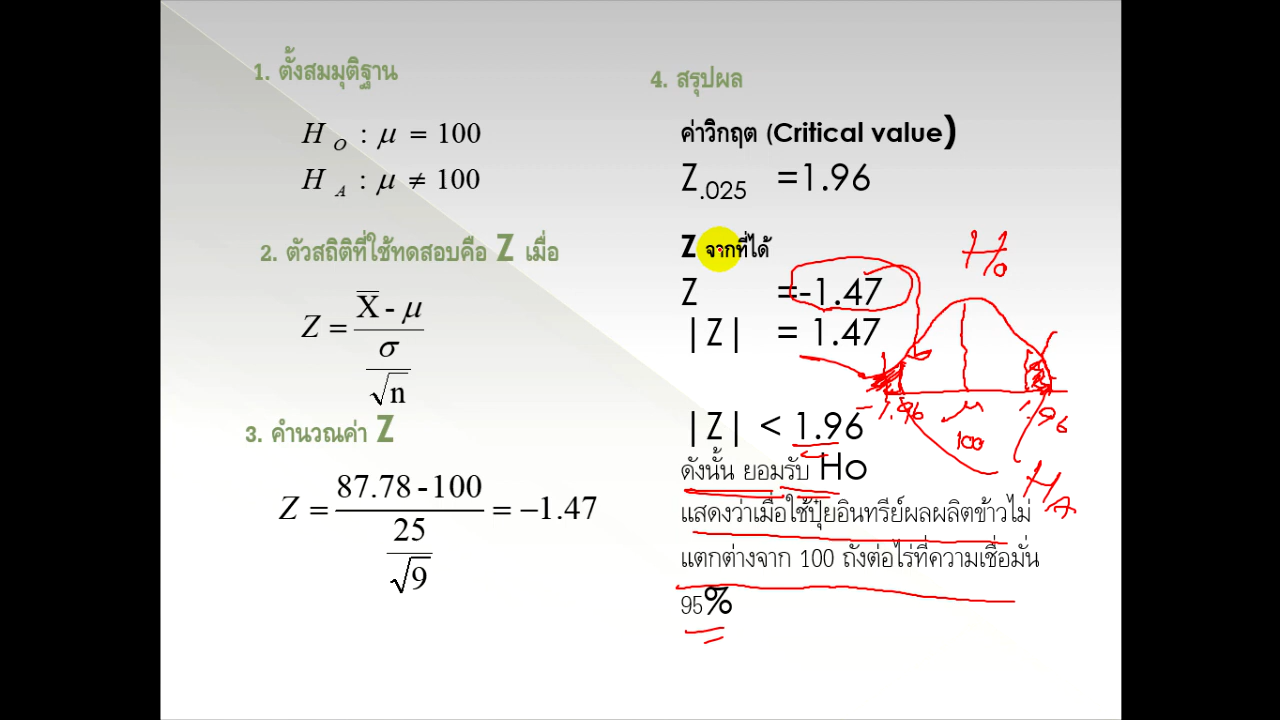 1. ตั้งสมมุติฐาน
H O : μ = 100
H A : μ ≠ 100
2. ตัวสถิติที่ใช้ทดสอบคือ Z เมื่อ
Z = (X̅ - μ) / (σ / √n)
3. คำนวณค่า Z
Z = (87.78 - 100) / (25 / √9) = −1.47
4. สรุปผล
ค่าวิกฤต (Critical value)
Z.025 =1.96
Z จากที่ได้
Z =-1.47
|Z| = 1.47
|Z| < 1.96
ดังนั้น ยอมรับ Ho
แสดงว่าเมื่อใช้ปุ๋ยอินทรีย์ผลผลิตข้าวไม่
แตกต่างจาก 100 ถังต่อไร่ที่ความเชื่อมั่น
95%
H0
-1.96 μ 1.96
100
HA